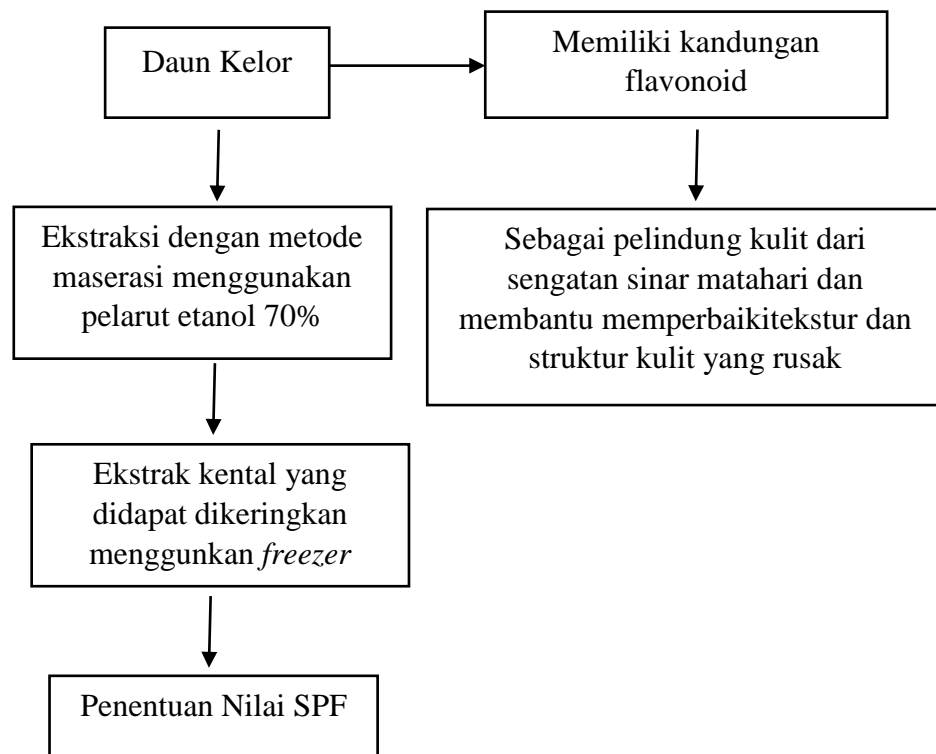 Daun Kelor
Memiliki kandungan
flavonoid
Ekstraksi dengan metode
maserasi menggunakan
pelarut etanol 70%
Sebagai pelindung kulit dari
sengatan sinar matahari dan
membantu memperbaikitekstur dan
struktur kulit yang rusak
Ekstrak kental yang
didapat dikeringkan
menggunkan freezer
Penentuan Nilai SPF